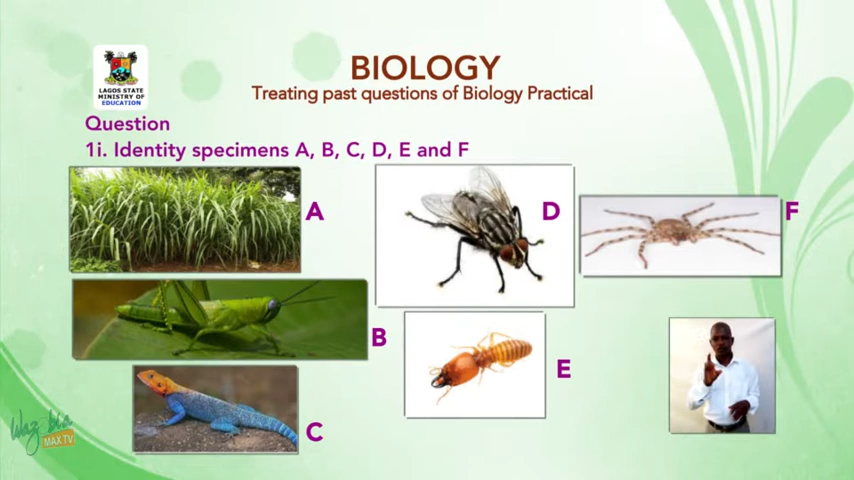 BIOLOGY
LAGOS STATE
MINISTRY OF
EDUCATION
Treating past questions of Biology Practical
Question
1i. Identity specimens A, B, C, D, E and F
A
D
F
B
E
C
MAX TV